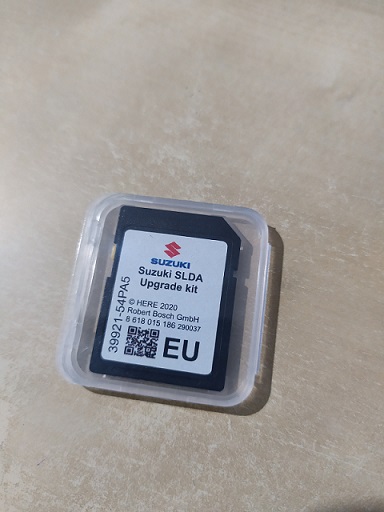 SUZUKI
Suzuki SLDA
Upgrade kit
© HERE 2020
Robert Bosch GmbH
8 618 015 186 290037
EU
39921-54PA5